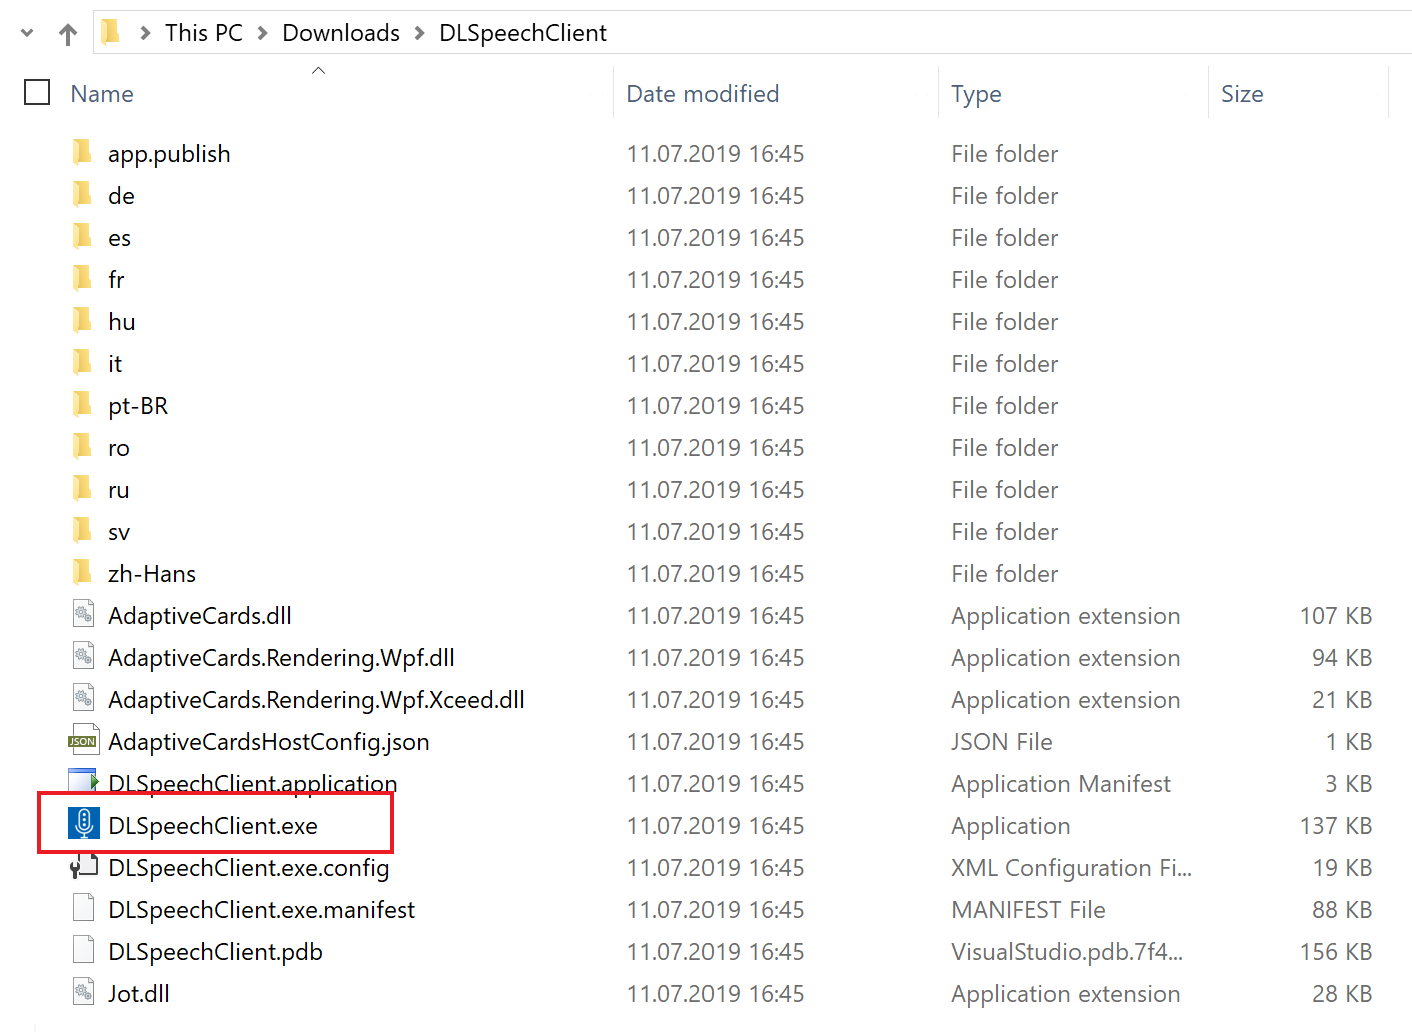 This PC > Downloads > DLSpeechClient
Name Date modified Type Size
app.publish 11.07.2019 16:45 File folder
de 11.07.2019 16:45 File folder
es 11.07.2019 16:45 File folder
fr 11.07.2019 16:45 File folder
hu 11.07.2019 16:45 File folder
it 11.07.2019 16:45 File folder
pt-BR 11.07.2019 16:45 File folder
ro 11.07.2019 16:45 File folder
ru 11.07.2019 16:45 File folder
sv 11.07.2019 16:45 File folder
zh-Hans 11.07.2019 16:45 File folder
AdaptiveCards.dll 11.07.2019 16:45 Application extension 107 KB
AdaptiveCards.Rendering.Wpf.dll 11.07.2019 16:45 Application extension 94 KB
AdaptiveCards.Rendering.Wpf.Xceed.dll 11.07.2019 16:45 Application extension 21 KB
JSON AdaptiveCardsHostConfig.json 11.07.2019 16:45 JSON File 1 KB
DLSpeechClient.application 11.07.2019 16:45 Application Manifest 3 KB
DLSpeechClient.exe 11.07.2019 16:45 Application 137 KB
DLSpeechClient.exe.config 11.07.2019 16:45 XML Configuration Fi... 19 KB
DLSpeechClient.exe.manifest 11.07.2019 16:45 MANIFEST File 88 KB
DLSpeechClient.pdb 11.07.2019 16:45 VisualStudio.pdb.7f4... 156 KB
Jot.dll 11.07.2019 16:45 Application extension 28 KB